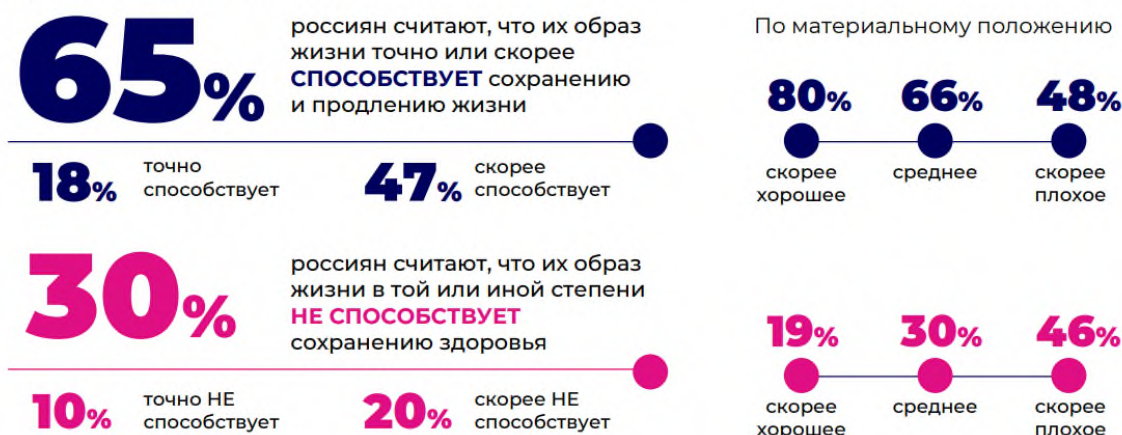 65%
россиян считают, что их образ
жизни точно или скорее
СПОСОБСТВУЕТ сохранению
и продлению жизни
18%
точно
способствует
47%
скорее
способствует
По материальному положению
80% 66% 48%
скорее
хорошее
среднее
скорее
плохое
30%
россиян считают, что их образ
жизни в той или иной степени
НЕ СПОСОБСТВУЕТ
сохранению здоровья
10%
точно НЕ
способствует
20%
скорее НЕ
способствует
19% 30% 46%
скорее
хорошее
среднее
скорее
плохое